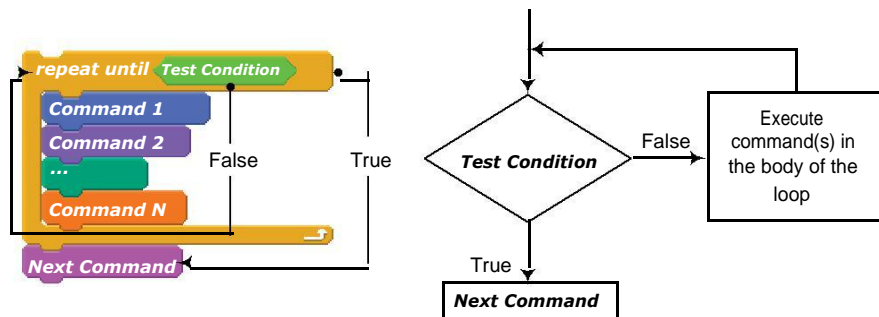 repeat until Test Condition
Command 1
Command 2
...
Command N
Next Command
False
True
Test Condition
False
Execute
command(s) in
the body of the
loop
True
Next Command